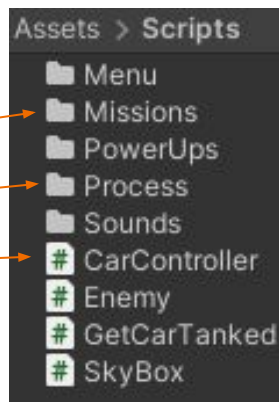 Assets > Scripts
Menu
Missions
PowerUps
Process
Sounds
# CarController
# Enemy
# GetCarTanked
# SkyBox